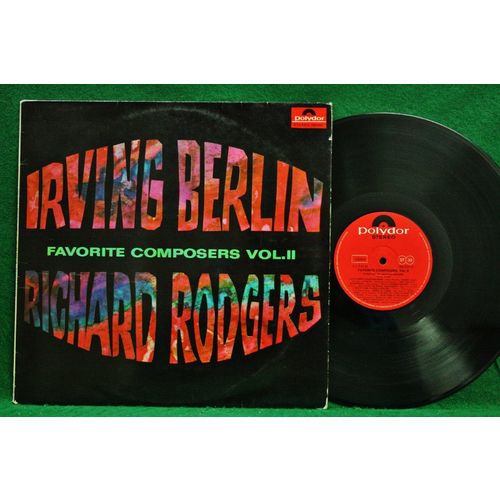 Polydor
IRVING BERLIN
FAVORITE COMPOSERS VOL.II
RICHARD RODGERS
Polydor
STEREO
FAVORITE COMPOSERS, Vol. II